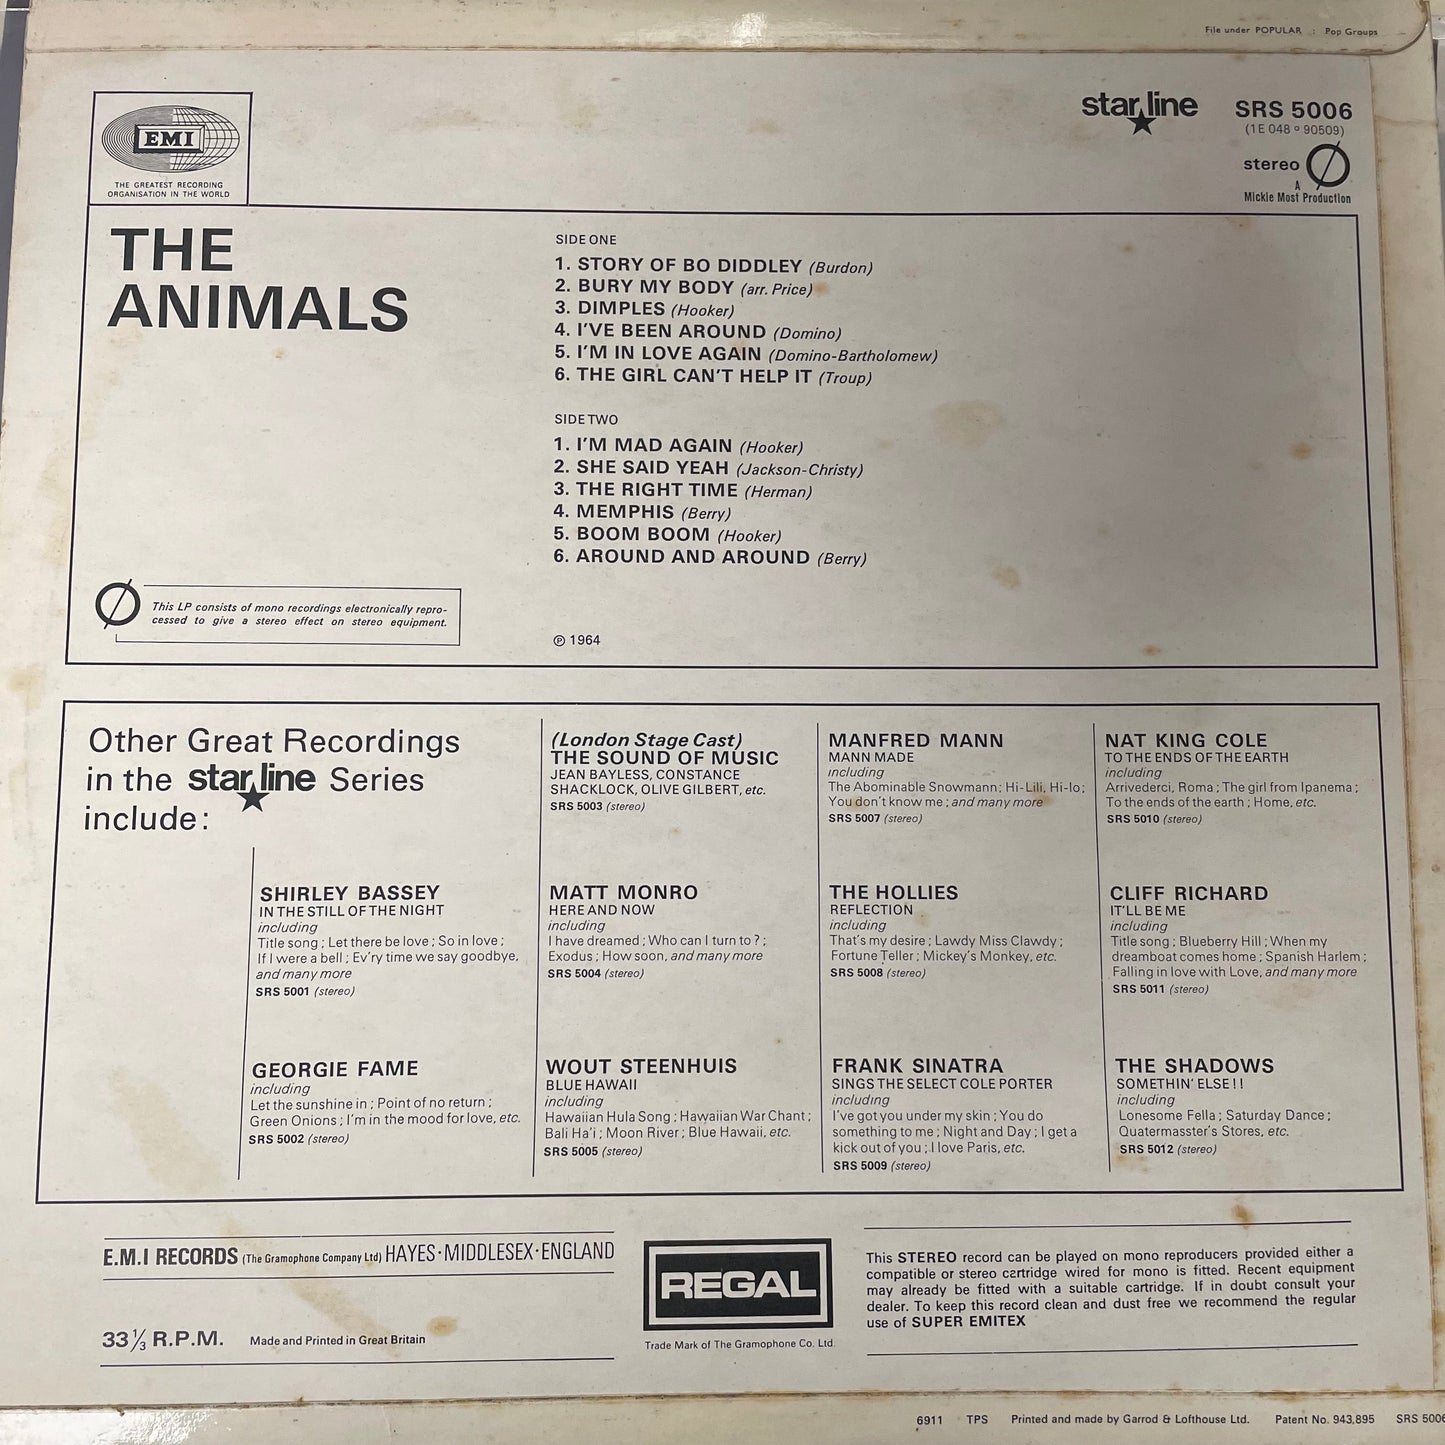 File under POPULAR : Pop Groups
EMI
THE GREATEST RECORDING
ORGANISATION IN THE WORLD
star line SRS 5006
(1E 048 o 90509)
stereo
A
Mickie Most Production
THE
ANIMALS
SIDE ONE
1. STORY OF BO DIDDLEY (Burdon)
2. BURY MY BODY (arr. Price)
3. DIMPLES (Hooker)
4. I'VE BEEN AROUND (Domino)
5. I'M IN LOVE AGAIN (Domino-Bartholomew)
6. THE GIRL CAN'T HELP IT (Troup)
SIDE TWO
1. I'M MAD AGAIN (Hooker)
2. SHE SAID YEAH (Jackson-Christy)
3. THE RIGHT TIME (Herman)
4. MEMPHIS (Berry)
5. BOOM BOOM (Hooker)
6. AROUND AND AROUND (Berry)
This LP consists of mono recordings electronically repro-
cessed to give a stereo effect on stereo equipment.
℗ 1964
Other Great Recordings
in the star line Series
include:
SHIRLEY BASSEY
IN THE STILL OF THE NIGHT
including
Title song ; Let there be love ; So in love ;
If I were a bell ; Ev'ry time we say goodbye,
and many more
SRS 5001 (stereo)
GEORGIE FAME
including
Let the sunshine in ; Point of no return ;
Green Onions ; I'm in the mood for love, etc.
SRS 5002 (stereo)
(London Stage Cast)
THE SOUND OF MUSIC
JEAN BAYLESS, CONSTANCE
SHACKLOCK, OLIVE GILBERT, etc.
SRS 5003 (stereo)
MATT MONRO
HERE AND NOW
including
I have dreamed ; Who can I turn to ? ;
Exodus ; How soon, and many more
SRS 5004 (stereo)
WOUT STEENHUIS
BLUE HAWAII
including
Hawaiian Hula Song ; Hawaiian War Chant ;
Bali Ha'i ; Moon River ; Blue Hawaii, etc.
SRS 5005 (stereo)
MANFRED MANN
MANN MADE
including
The Abominable Snowmann ; Hi-Lili, Hi-lo ;
You don't know me ; and many more
SRS 5007 (stereo)
THE HOLLIES
REFLECTION
including
That's my desire ; Lawdy Miss Clawdy ;
Fortune Teller ; Mickey's Monkey, etc.
SRS 5008 (stereo)
FRANK SINATRA
SINGS THE SELECT COLE PORTER
including
I've got you under my skin ; You do
something to me ; Night and Day ; I get a
kick out of you ; I love Paris, etc.
SRS 5009 (stereo)
NAT KING COLE
TO THE ENDS OF THE EARTH
including
Arrivederci, Roma ; The girl from Ipanema ;
To the ends of the earth ; Home, etc.
SRS 5010 (stereo)
CLIFF RICHARD
IT'LL BE ME
including
Title song ; Blueberry Hill ; When my
dreamboat comes home ; Spanish Harlem ;
Falling in love with Love, and many more
SRS 5011 (stereo)
THE SHADOWS
SOMETHIN' ELSE ! !
including
Lonesome Fella ; Saturday Dance ;
Quatermasster's Stores, etc.
SRS 5012 (stereo)
E.M.I RECORDS (The Gramophone Company Ltd) HAYES · MIDDLESEX · ENGLAND
33⅓ R.P.M. Made and Printed in Great Britain
REGAL
Trade Mark of The Gramophone Co. Ltd.
This STEREO record can be played on mono reproducers provided either a
compatible or stereo cartridge wired for mono is fitted. Recent equipment
may already be fitted with a suitable cartridge. If in doubt consult your
dealer. To keep this record clean and dust free we recommend the regular
use of SUPER EMITEX
6911 TPS Printed and made by Garrod & Lofthouse Ltd. Patent No. 943,895 SRS 5006